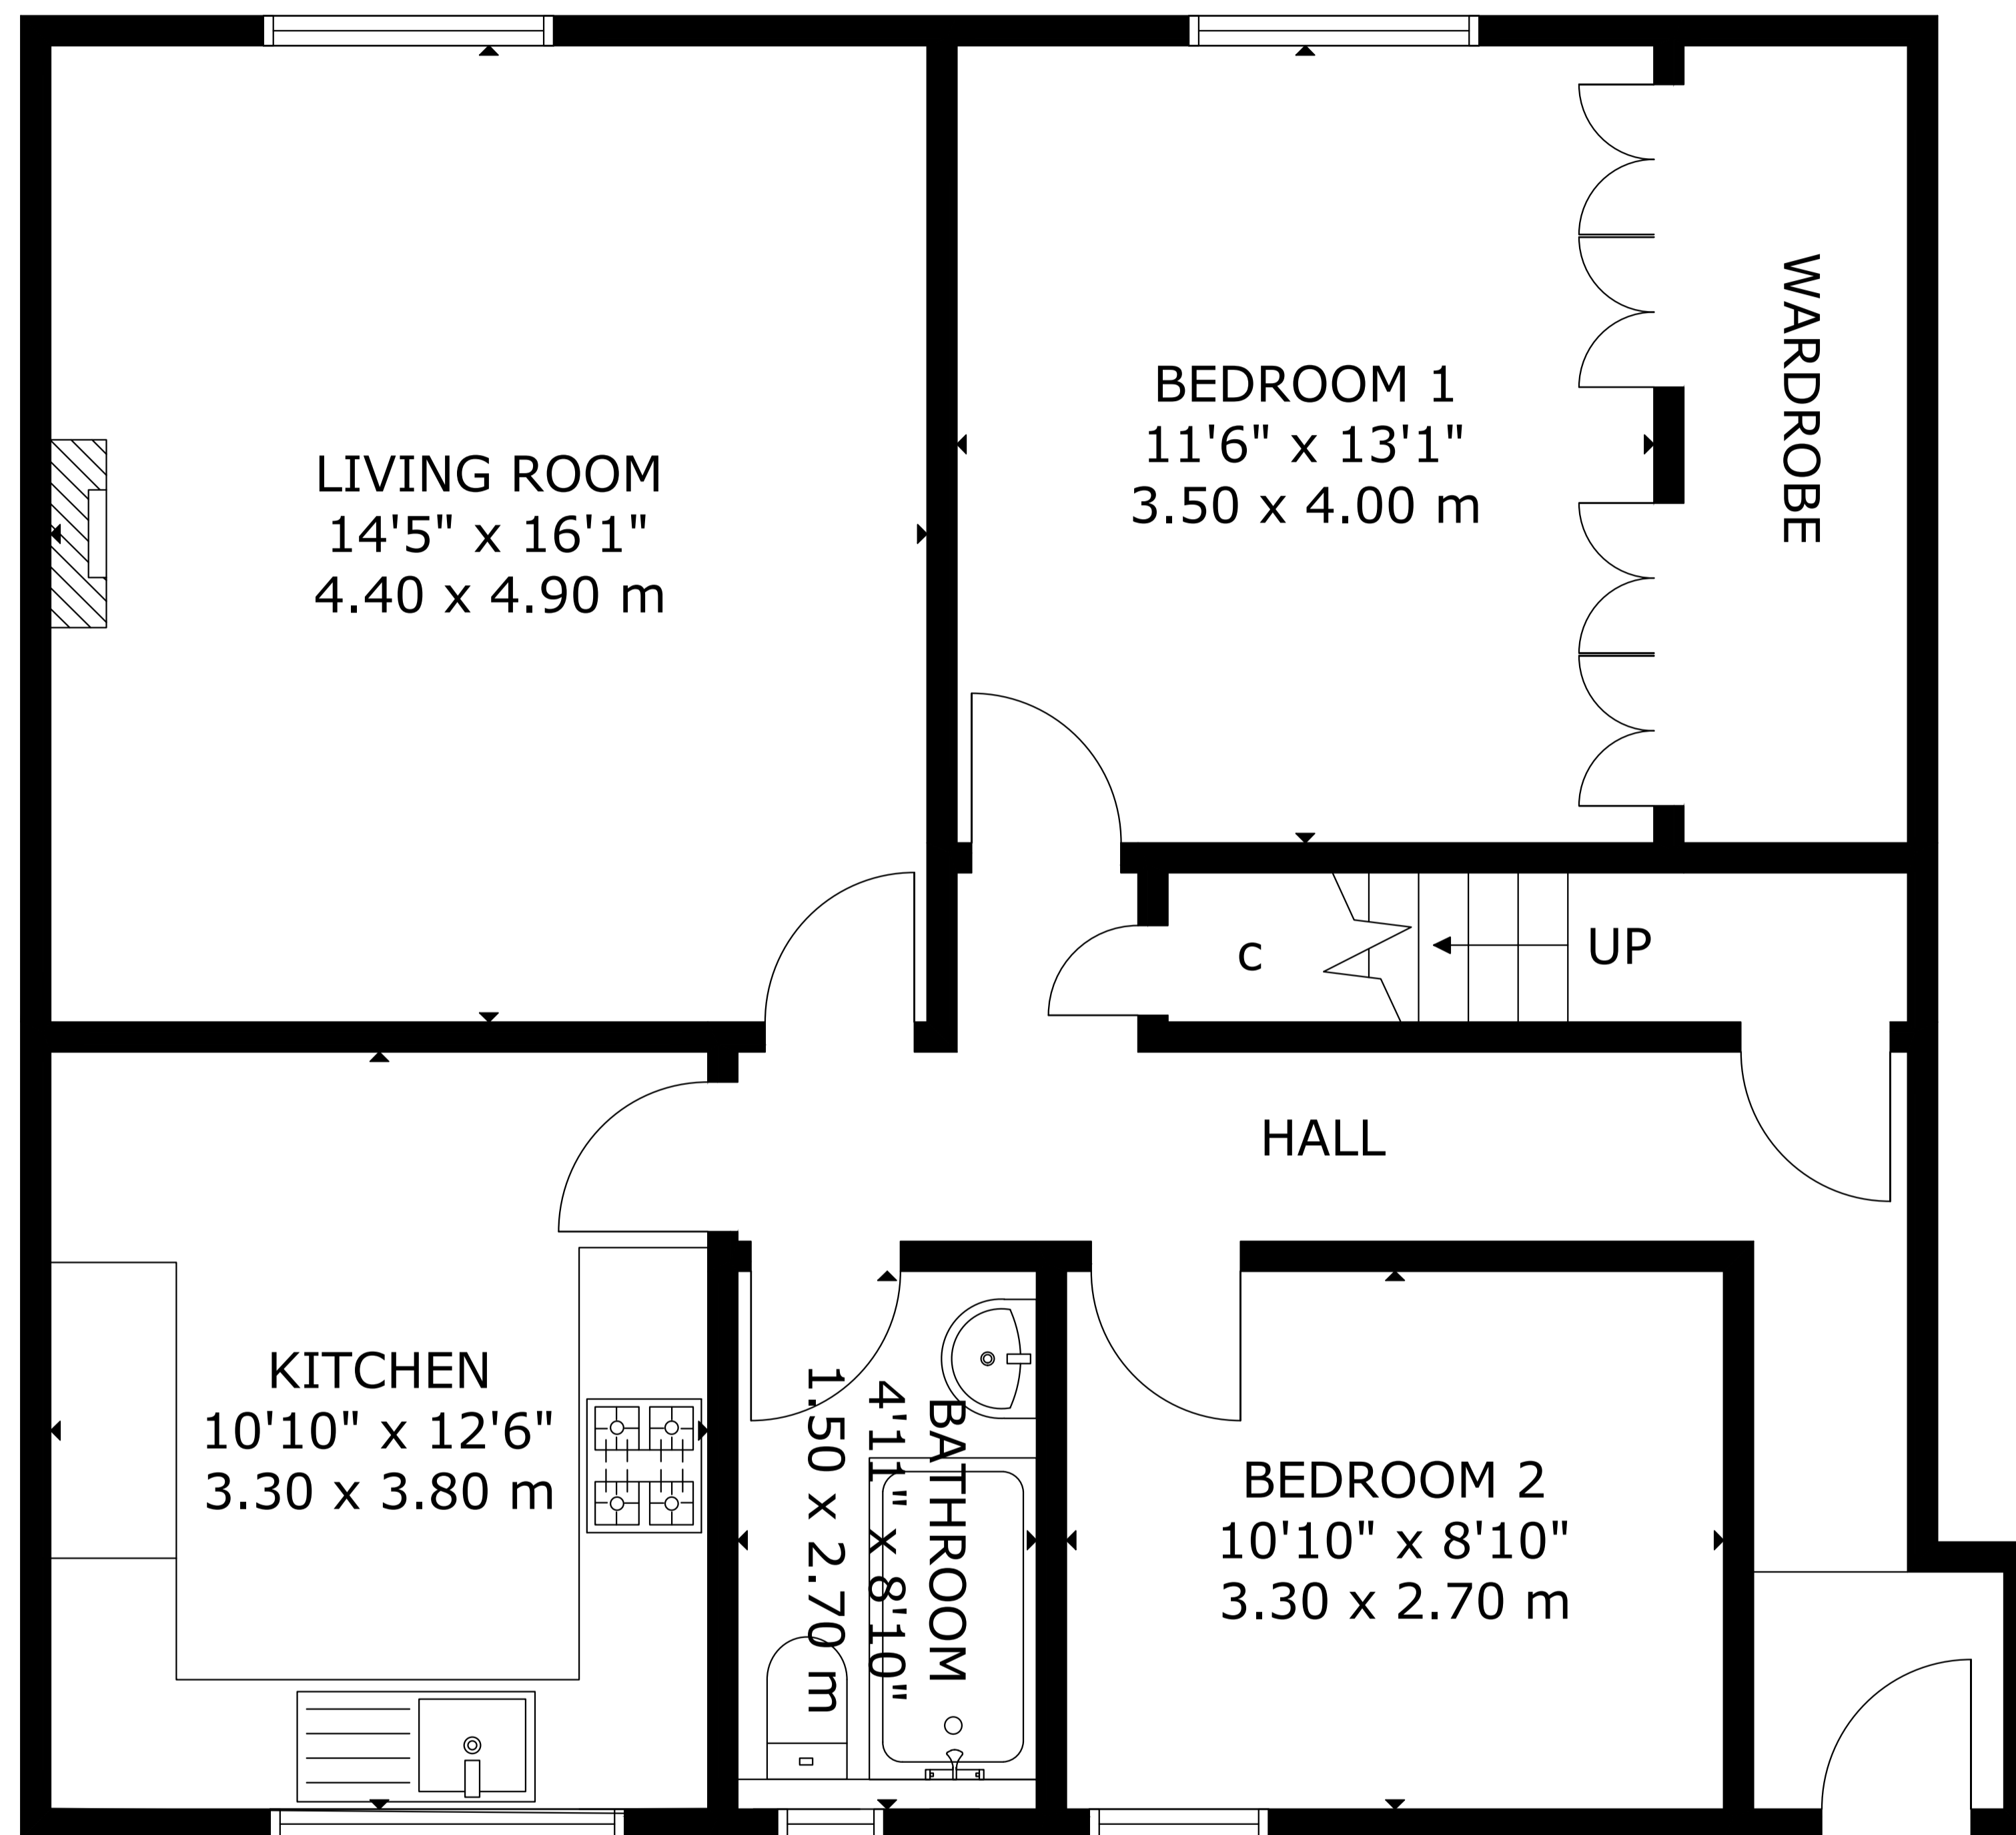 LIVING ROOM
14'5" x 16'1"
4.40 x 4.90 m
BEDROOM 1
11'6" x 13'1"
3.50 x 4.00 m
WARDROBE
c
UP
HALL
KITCHEN
10'10" x 12'6"
3.30 x 3.80 m
BATHROOM
4'11" x 8'10"
1.50 x 2.70 m
BEDROOM 2
10'10" x 8'10"
3.30 x 2.70 m